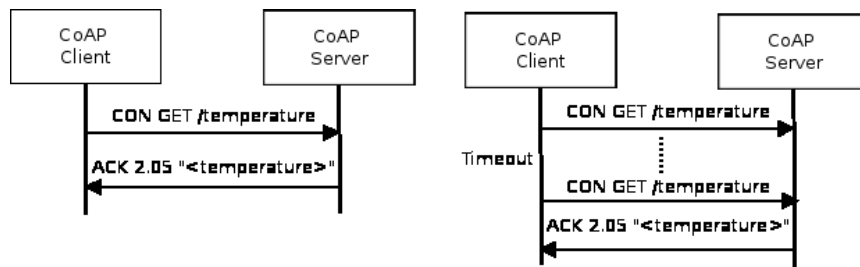 CoAP
Client
CoAP
Server
CON GET /temperature
ACK 2.05 "<temperature>"
CoAP
Client
CoAP
Server
CON GET /temperature
Timeout
CON GET /temperature
ACK 2.05 "<temperature>"